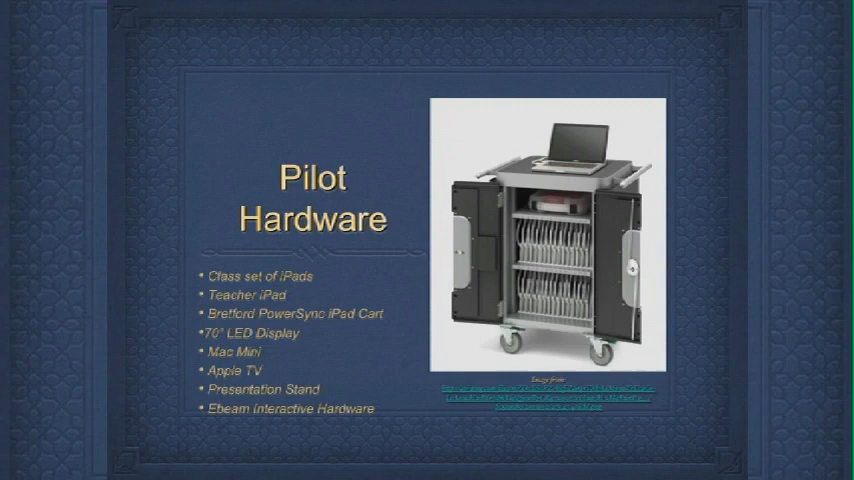 Pilot
Hardware
• Class set of iPads
• Teacher iPad
• Bretford PowerSync iPad Cart
•70" LED Display
• Mac Mini
• Apple TV
• Presentation Stand
• Ebeam Interactive Hardware
Image from